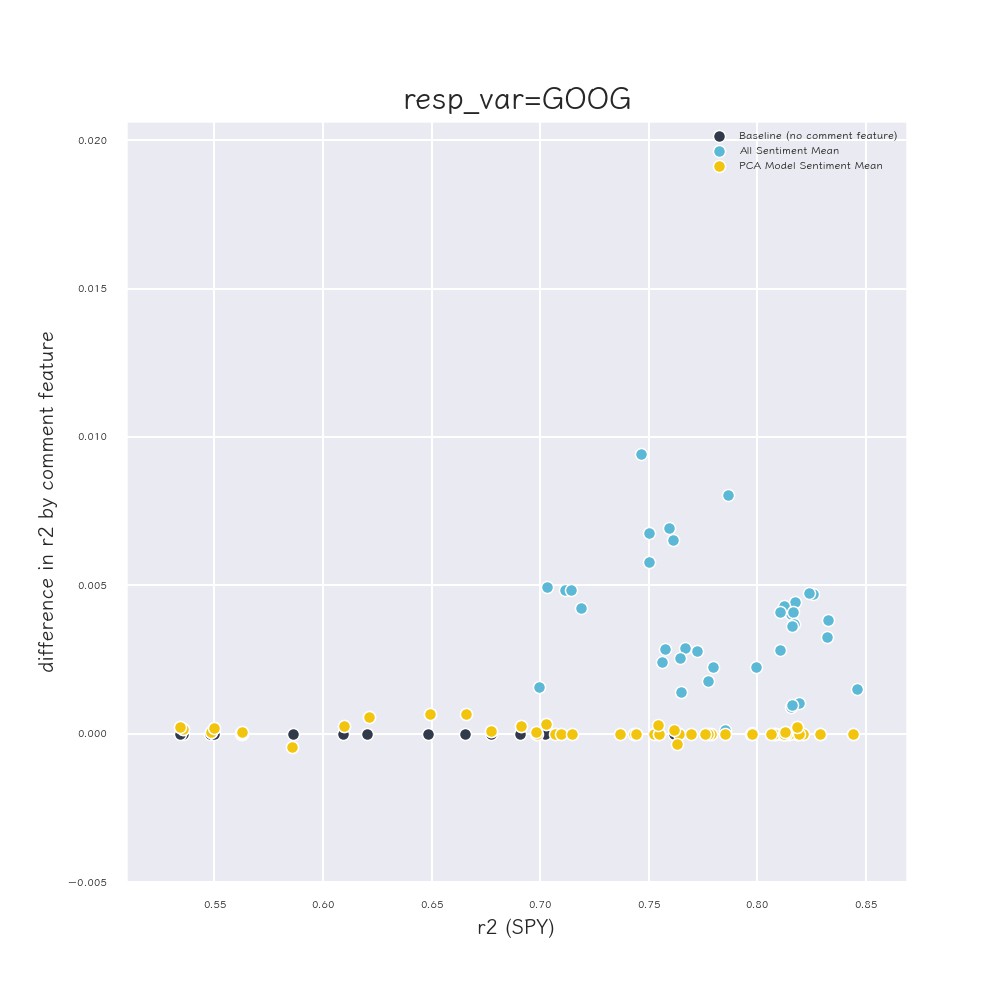 resp_var=GOOG
Baseline (no comment feature)
All Sentiment Mean
PCA Model Sentiment Mean
difference in r2 by comment feature
0.020
0.015
0.010
0.005
0.000
−0.005
0.55 0.60 0.65 0.70 0.75 0.80 0.85
r2 (SPY)